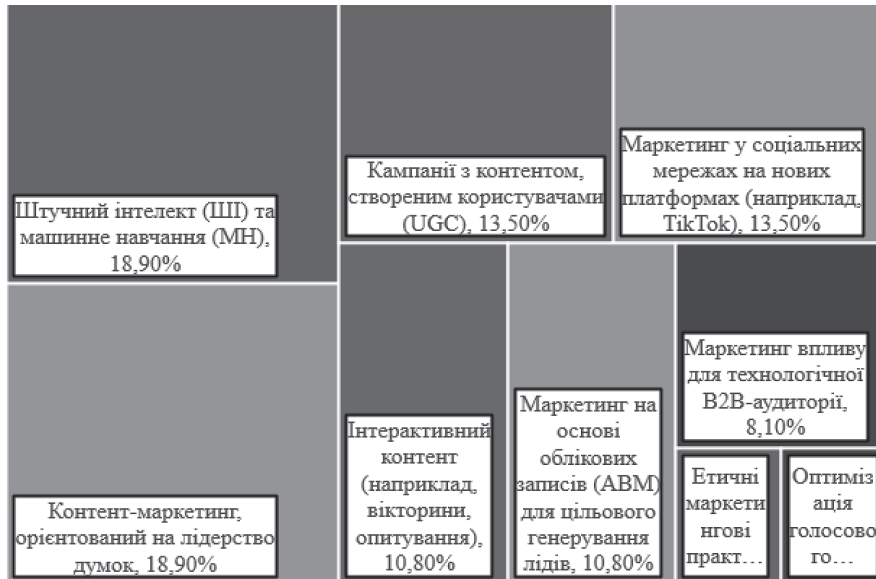 Штучний інтелект (ШІ) та
машинне навчання (МН),
18,90%
Контент-маркетинг,
орієнтований на лідерство
думок, 18,90%
Кампанії з контентом,
створеним користувачами
(UGC), 13,50%
Маркетинг у соціальних
мережах на нових
платформах (наприклад,
TikTok), 13,50%
Інтерактивний
контент
(наприклад,
вікторини,
опитування),
10,80%
Маркетинг на
основі
облікових
записів (ABM)
для цільового
генерування
лідів, 10,80%
Маркетинг впливу
для технологічної
B2B-аудиторії,
8,10%
Етичні
маркети
нгові
практ…
Оптиміз
ація
голосово
го…